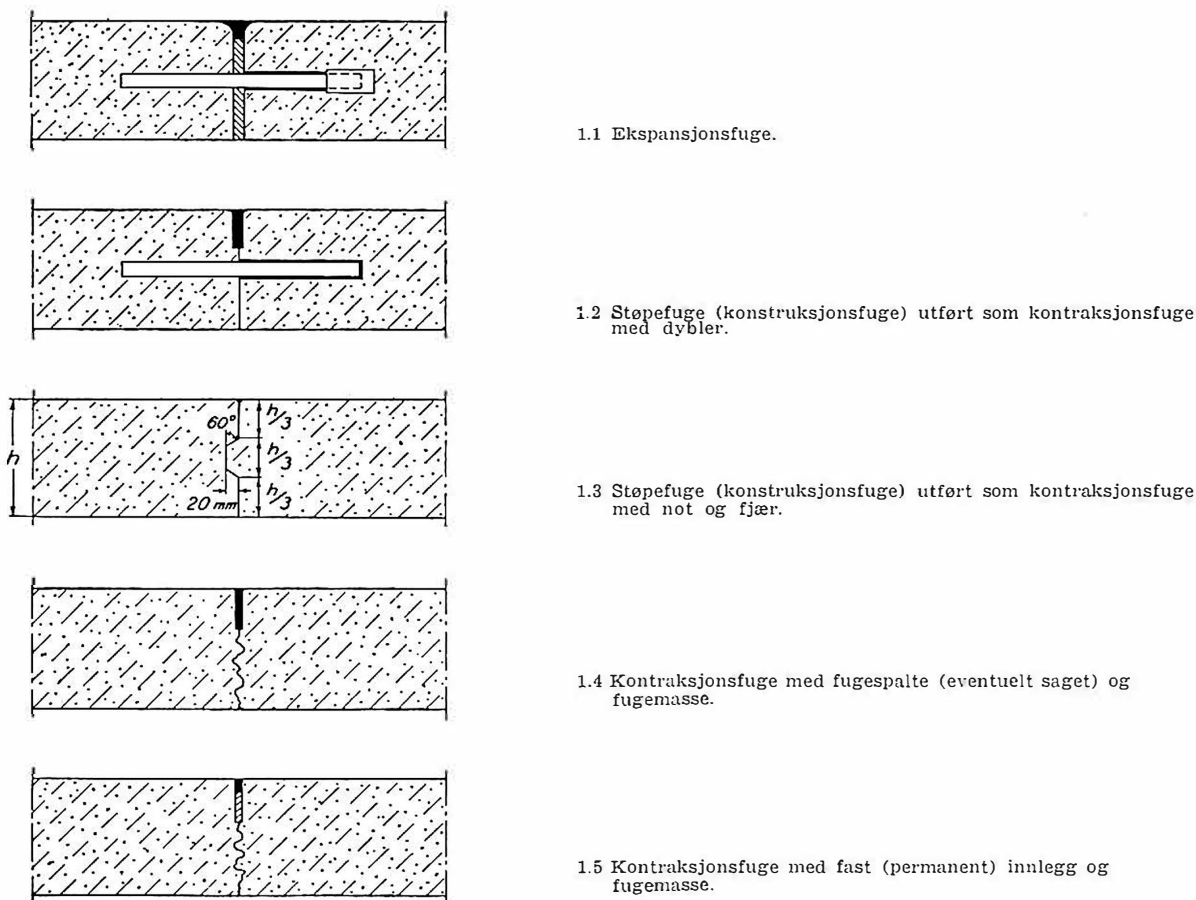 1.1 Ekspansjonsfuge.
1.2 Støpefuge (konstruksjonsfuge) utført som kontraksjonsfuge
med dybler.
h
60°
h/3
h/3
h/3
20 mm
1.3 Støpefuge (konstruksjonsfuge) utført som kontraksjonsfuge
med not og fjær.
1.4 Kontraksjonsfuge med fugespalte (eventuelt saget) og
fugemasse.
1.5 Kontraksjonsfuge med fast (permanent) innlegg og
fugemasse.